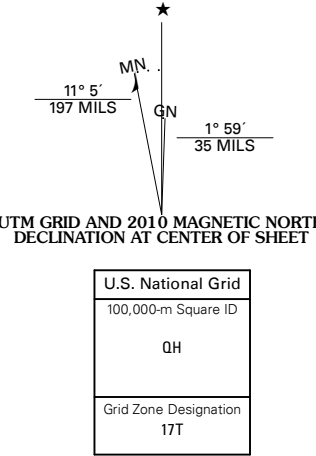 ★
MN
11° 5´
197 MILS
GN
1° 59´
35 MILS
UTM GRID AND 2010 MAGNETIC NORTH
DECLINATION AT CENTER OF SHEET
U.S. National Grid
100,000-m Square ID
QH
Grid Zone Designation
17T